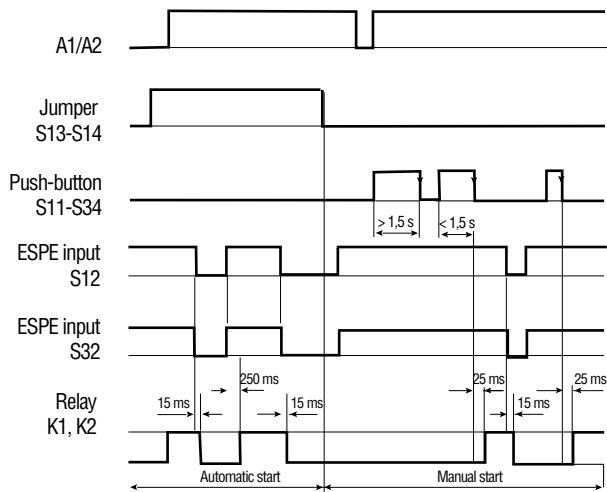 A1/A2
Jumper
S13-S14
Push-button
S11-S34
> 1,5 s
< 1,5 s
ESPE input
S12
ESPE input
S32
250 ms
25 ms
25 ms
15 ms
15 ms
15 ms
Relay
K1, K2
Automatic start
Manual start